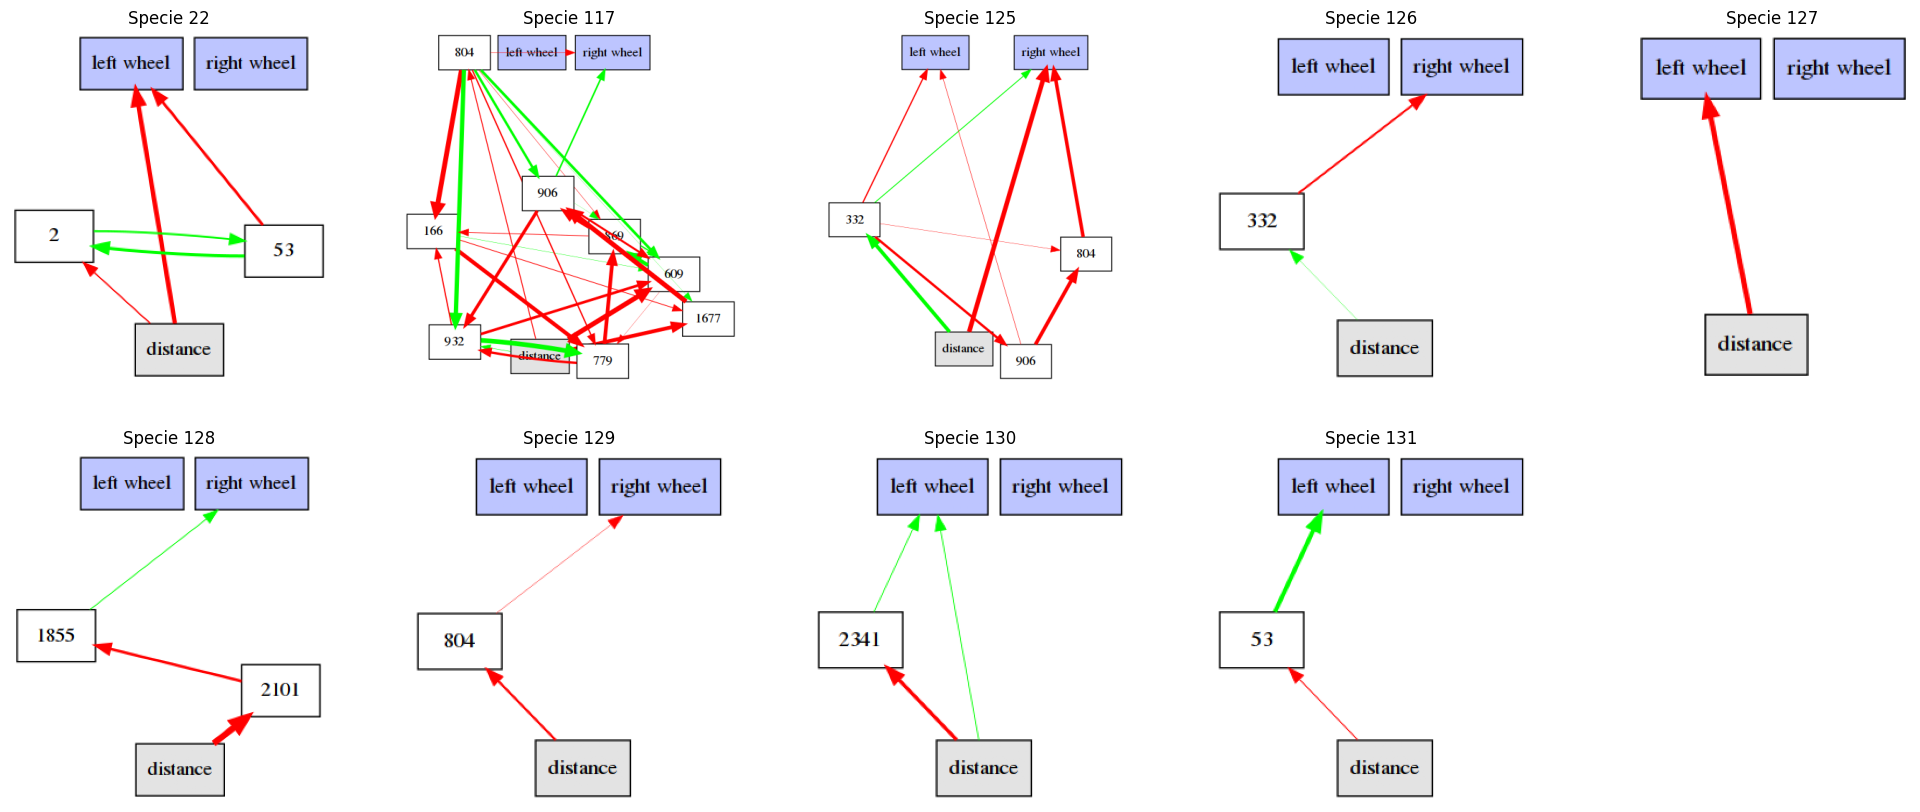 Specie 22
left wheel
right wheel
2
53
distance
Specie 117
804
left wheel
right wheel
906
166
869
609
1677
932
distance
779
Specie 125
left wheel
right wheel
332
804
distance
906
Specie 126
left wheel
right wheel
332
distance
Specie 127
left wheel
right wheel
distance
Specie 128
left wheel
right wheel
1855
2101
distance
Specie 129
left wheel
right wheel
804
distance
Specie 130
left wheel
right wheel
2341
distance
Specie 131
left wheel
right wheel
53
distance